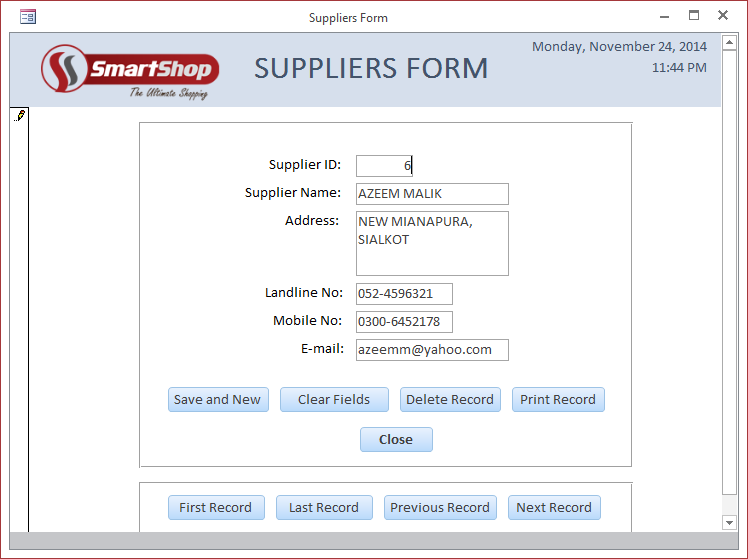 Suppliers Form
SmartShop
The Ultimate Shopping
SUPPLIERS FORM
Monday, November 24, 2014
11:44 PM
Supplier ID: 6
Supplier Name: AZEEM MALIK
Address: NEW MIANAPURA,
SIALKOT
Landline No: 052-4596321
Mobile No: 0300-6452178
E-mail: azeemm@yahoo.com
Save and New Clear Fields Delete Record Print Record
Close
First Record Last Record Previous Record Next Record